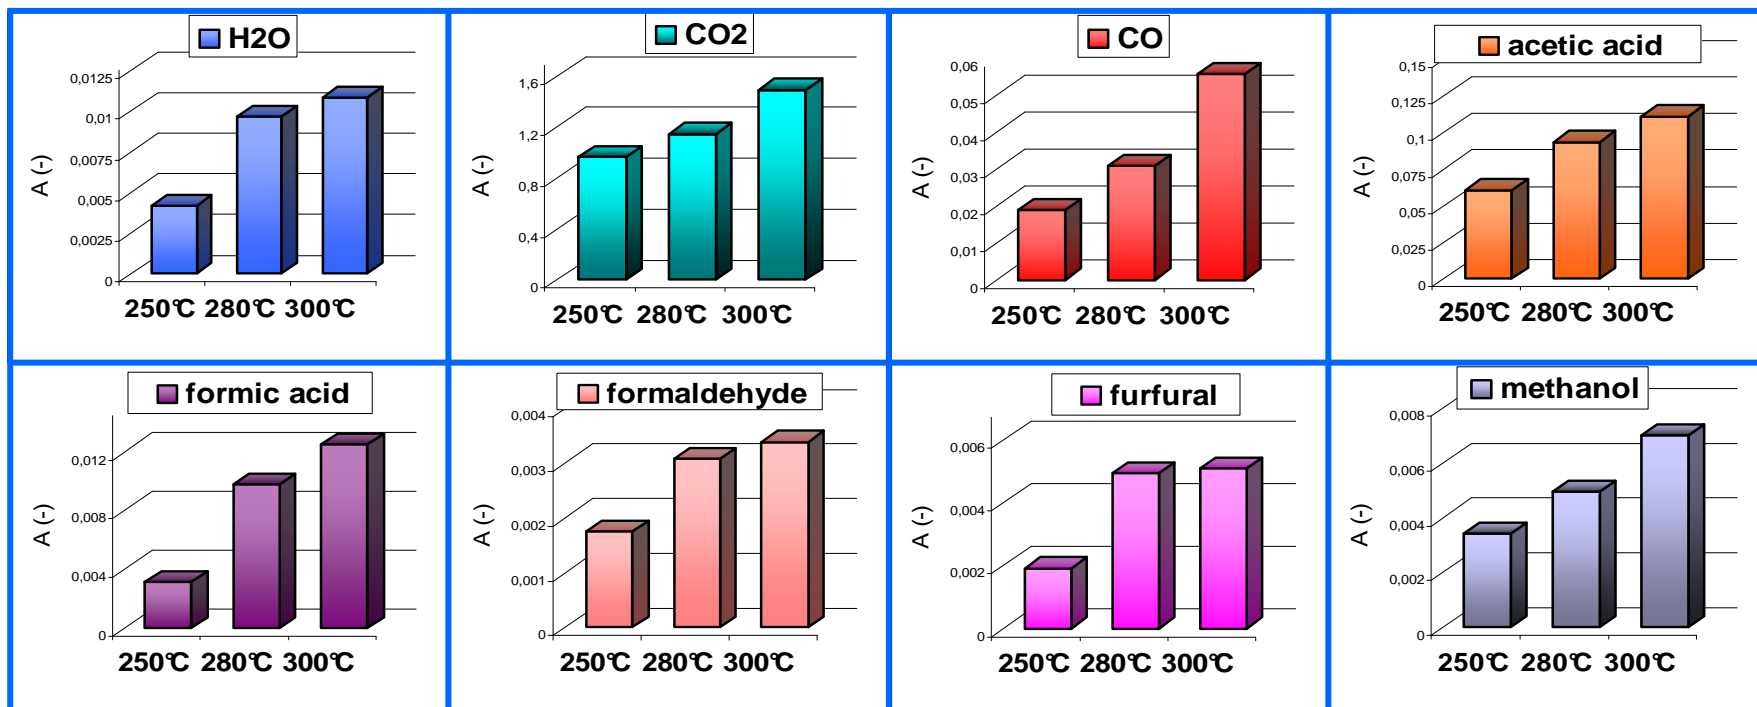 H2O
0,0125
0,01
0,0075
0,005
0,0025
0
A (-)
250°C 280°C 300°C
CO2
1,6
1,2
0,8
0,4
0
A (-)
250°C 280°C 300°C
CO
0,06
0,05
0,04
0,03
0,02
0,01
0
A (-)
250°C 280°C 300°C
acetic acid
0,15
0,125
0,1
0,075
0,05
0,025
0
A (-)
250°C 280°C 300°C
formic acid
0,012
0,008
0,004
0
A (-)
250°C 280°C 300°C
formaldehyde
0,004
0,003
0,002
0,001
0
A (-)
250°C 280°C 300°C
furfural
0,006
0,004
0,002
0
A (-)
250°C 280°C 300°C
methanol
0,008
0,006
0,004
0,002
0
A (-)
250°C 280°C 300°C